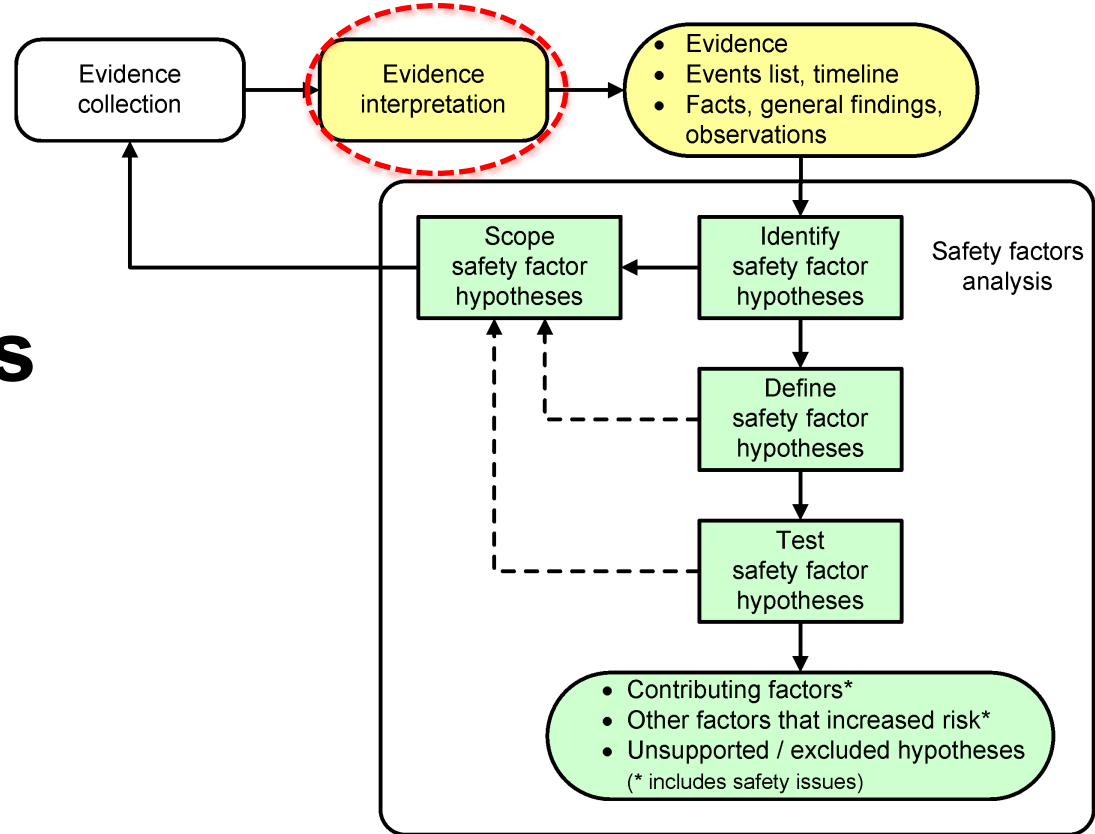 Evidence
collection
Evidence
interpretation
• Evidence
• Events list, timeline
• Facts, general findings,
observations
Scope
safety factor
hypotheses
Identify
safety factor
hypotheses
Safety factors
analysis
s
Define
safety factor
hypotheses
Test
safety factor
hypotheses
• Contributing factors*
• Other factors that increased risk*
• Unsupported / excluded hypotheses
(* includes safety issues)